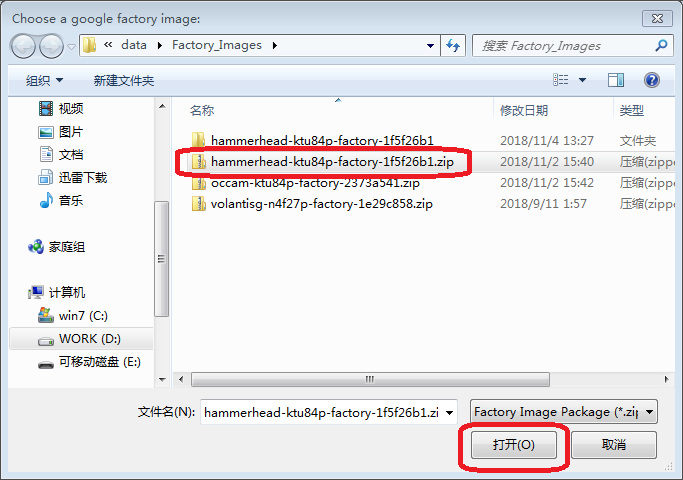 Choose a google factory image:
« data Factory_Images
搜索 Factory_Images
组织 新建文件夹
视频
图片
文档
迅雷下载
音乐
家庭组
计算机
win7 (C:)
WORK (D:)
可移动磁盘 (E:)
名称 修改日期 类型
hammerhead-ktu84p-factory-1f5f26b1 2018/11/4 13:27 文件夹
hammerhead-ktu84p-factory-1f5f26b1.zip 2018/11/2 15:40 压缩(zippe
occam-ktu84p-factory-2373a541.zip 2018/11/2 15:42 压缩(zippe
volantisg-n4f27p-factory-1e29c858.zip 2018/9/11 1:57 压缩(zippe
文件名(N): hammerhead-ktu84p-factory-1f5f26b1.zi Factory Image Package (*.zip
打开(O) 取消